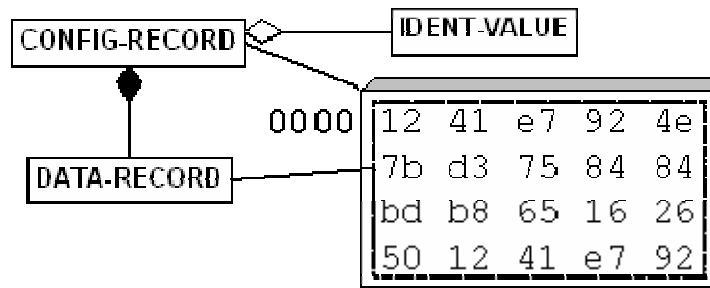 IDENT-VALUE
CONFIG-RECORD
0000 12 41 e7 92 4e
7b d3 75 84 84
DATA-RECORD
bd b8 65 16 26
50 12 41 e7 92